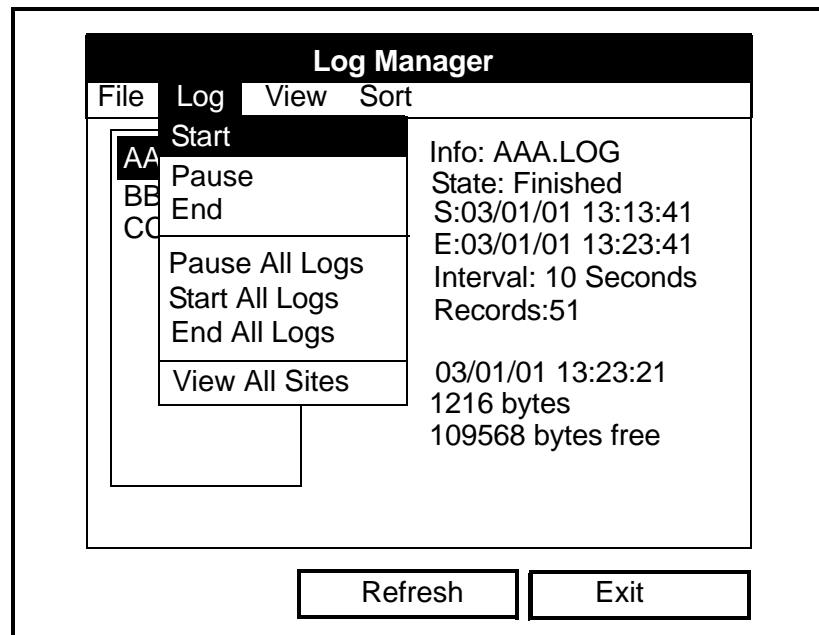 Log Manager
File Log View Sort
Start
Pause
End
Pause All Logs
Start All Logs
End All Logs
View All Sites
AA
BB
CC
Info: AAA.LOG
State: Finished
S:03/01/01 13:13:41
E:03/01/01 13:23:41
Interval: 10 Seconds
Records:51
03/01/01 13:23:21
1216 bytes
109568 bytes free
Refresh Exit